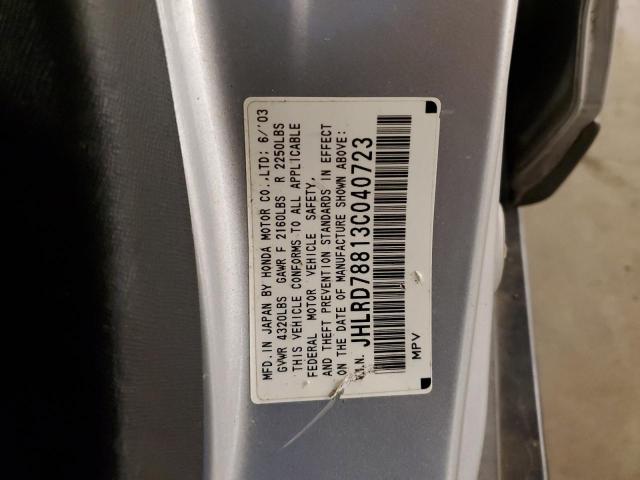 MFD. IN JAPAN BY HONDA MOTOR CO.,LTD: 6/'03
GVWR 4320LBS GAWR F 2160LBS R 2250LBS
THIS VEHICLE CONFORMS TO ALL APPLICABLE
FEDERAL MOTOR VEHICLE SAFETY,
AND THEFT PREVENTION STANDARDS IN EFFECT
ON THE DATE OF MANUFACTURE SHOWN ABOVE:
V.I.N. JHLRD78813C040723
MPV